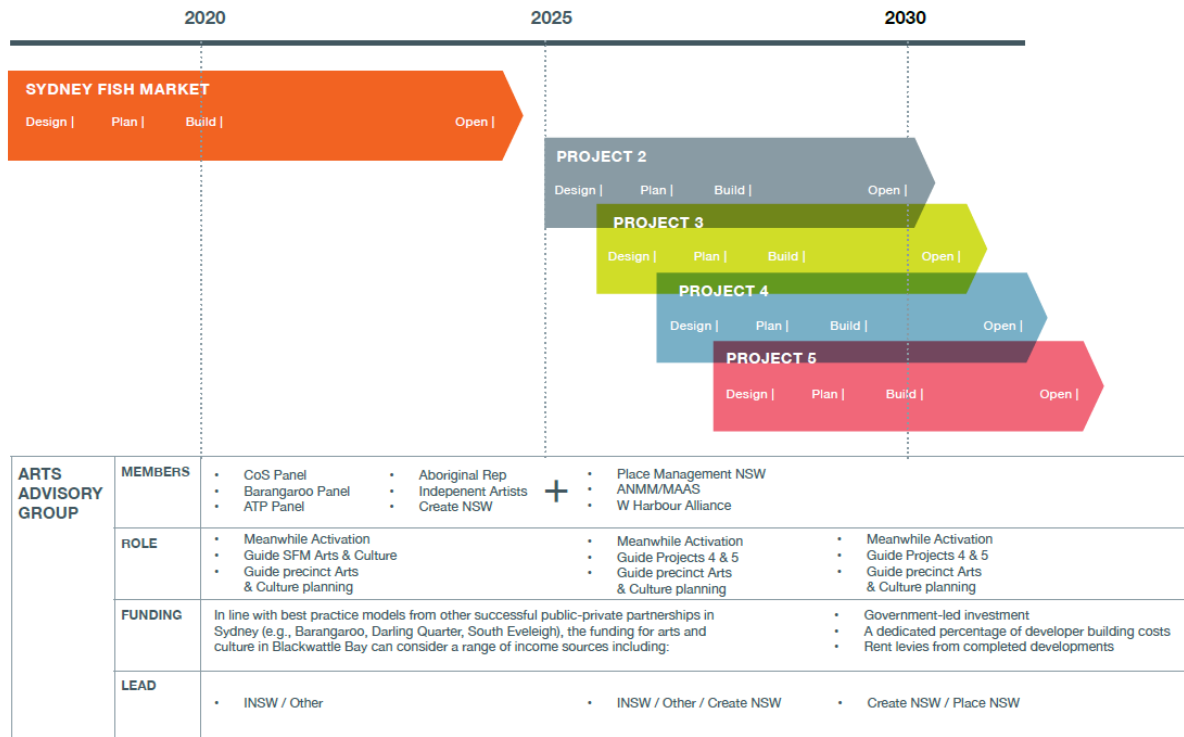 2020 2025 2030
SYDNEY FISH MARKET
Design | Plan | Build | Open |
PROJECT 2
Design | Plan | Build | Open |
PROJECT 3
Design | Plan | Build | Open |
PROJECT 4
Design | Plan | Build | Open |
PROJECT 5
Design | Plan | Build | Open |
ARTS
ADVISORY
GROUP
MEMBERS
• CoS Panel
• Barangaroo Panel
• ATP Panel
• Aboriginal Rep
• Indepenent Artists
• Create NSW
+
• Place Management NSW
• ANMM/MAAS
• W Harbour Alliance
ROLE
• Meanwhile Activation
• Guide SFM Arts & Culture
• Guide precinct Arts
& Culture planning
• Meanwhile Activation
• Guide Projects 4 & 5
• Guide precinct Arts
& Culture planning
• Meanwhile Activation
• Guide Projects 4 & 5
• Guide precinct Arts
& Culture planning
FUNDING
In line with best practice models from other successful public-private partnerships in
Sydney (e.g., Barangaroo, Darling Quarter, South Eveleigh), the funding for arts and
culture in Blackwattle Bay can consider a range of income sources including:
• Government-led investment
• A dedicated percentage of developer building costs
• Rent levies from completed developments
LEAD
• INSW / Other
• INSW / Other / Create NSW
• Create NSW / Place NSW